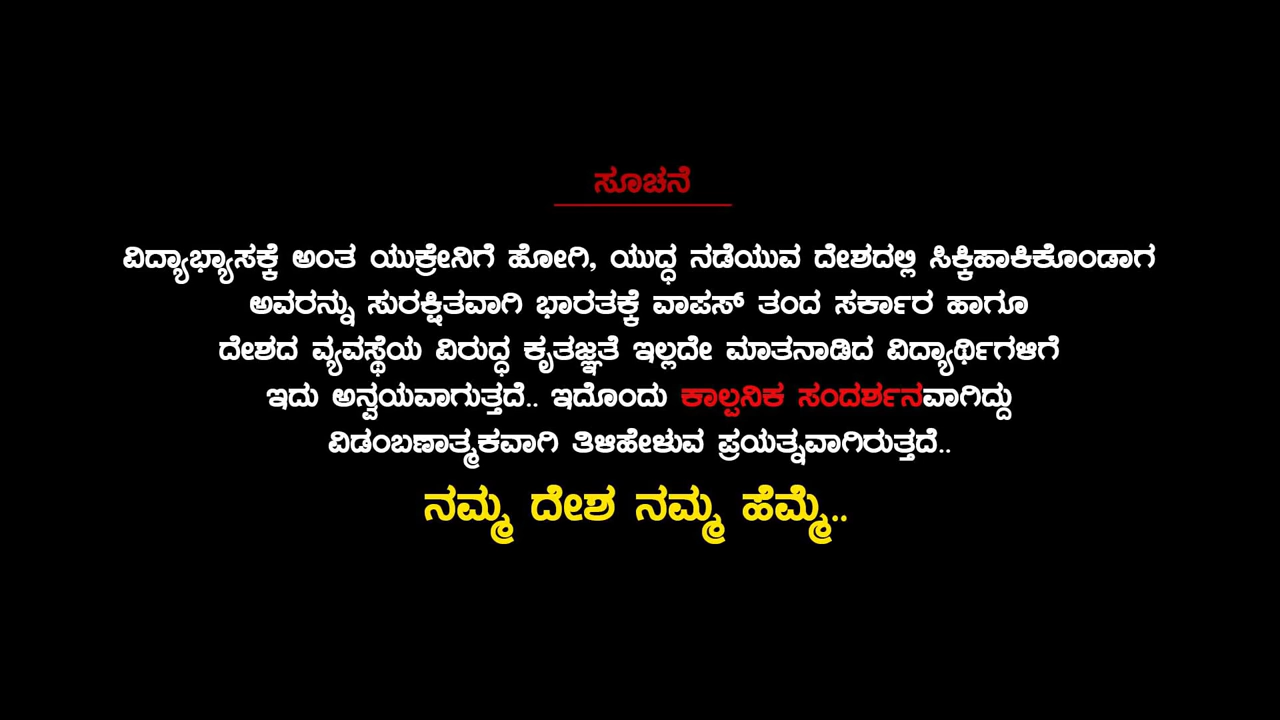 ಸೂಚನೆ
ವಿದ್ಯಾಭ್ಯಾಸಕ್ಕೆ ಅಂತ ಯುಕ್ರೇನಿಗೆ ಹೋಗಿ, ಯುದ್ಧ ನಡೆಯುವ ದೇಶದಲ್ಲಿ ಸಿಕ್ಕಿಹಾಕಿಕೊಂಡಾಗ
ಅವರನ್ನು ಸುರಕ್ಷಿತವಾಗಿ ಭಾರತಕ್ಕೆ ವಾಪಸ್ ತಂದ ಸರ್ಕಾರ ಹಾಗೂ
ದೇಶದ ವ್ಯವಸ್ಥೆಯ ವಿರುದ್ಧ ಕೃತಜ್ಞತೆ ಇಲ್ಲದೇ ಮಾತನಾಡಿದ ವಿದ್ಯಾರ್ಥಿಗಳಿಗೆ
ಇದು ಅನ್ವಯವಾಗುತ್ತದೆ.. ಇದೊಂದು ಕಾಲ್ಪನಿಕ ಸಂದರ್ಶನವಾಗಿದ್ದು
ವಿಡಂಬಣಾತ್ಮಕವಾಗಿ ತಿಳಿಹೇಳುವ ಪ್ರಯತ್ನವಾಗಿರುತ್ತದೆ..
ನಮ್ಮ ದೇಶ ನಮ್ಮ ಹೆಮ್ಮೆ..